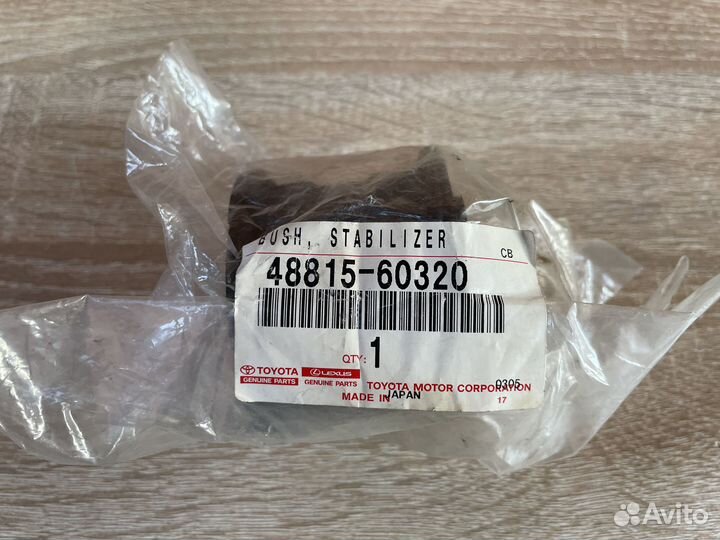 BUSH, STABILIZER
CB
48815-60320
QTY: 1
TOYOTA LEXUS
GENUINE PARTS GENUINE PARTS TOYOTA MOTOR CORPORATION 0305
MADE IN JAPAN 17
Avito